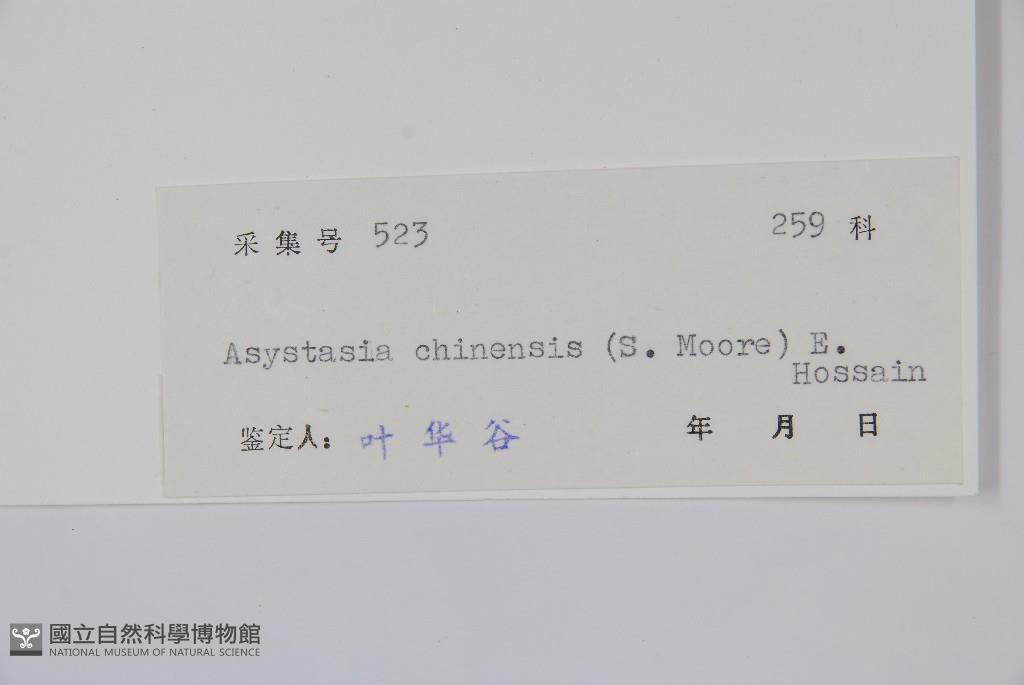 采集号 523 259 科
Asystasia chinensis (S. Moore) E.
Hossain
鉴定人: 叶华谷 年 月 日
國立自然科學博物館
NATIONAL MUSEUM OF NATURAL SCIENCE